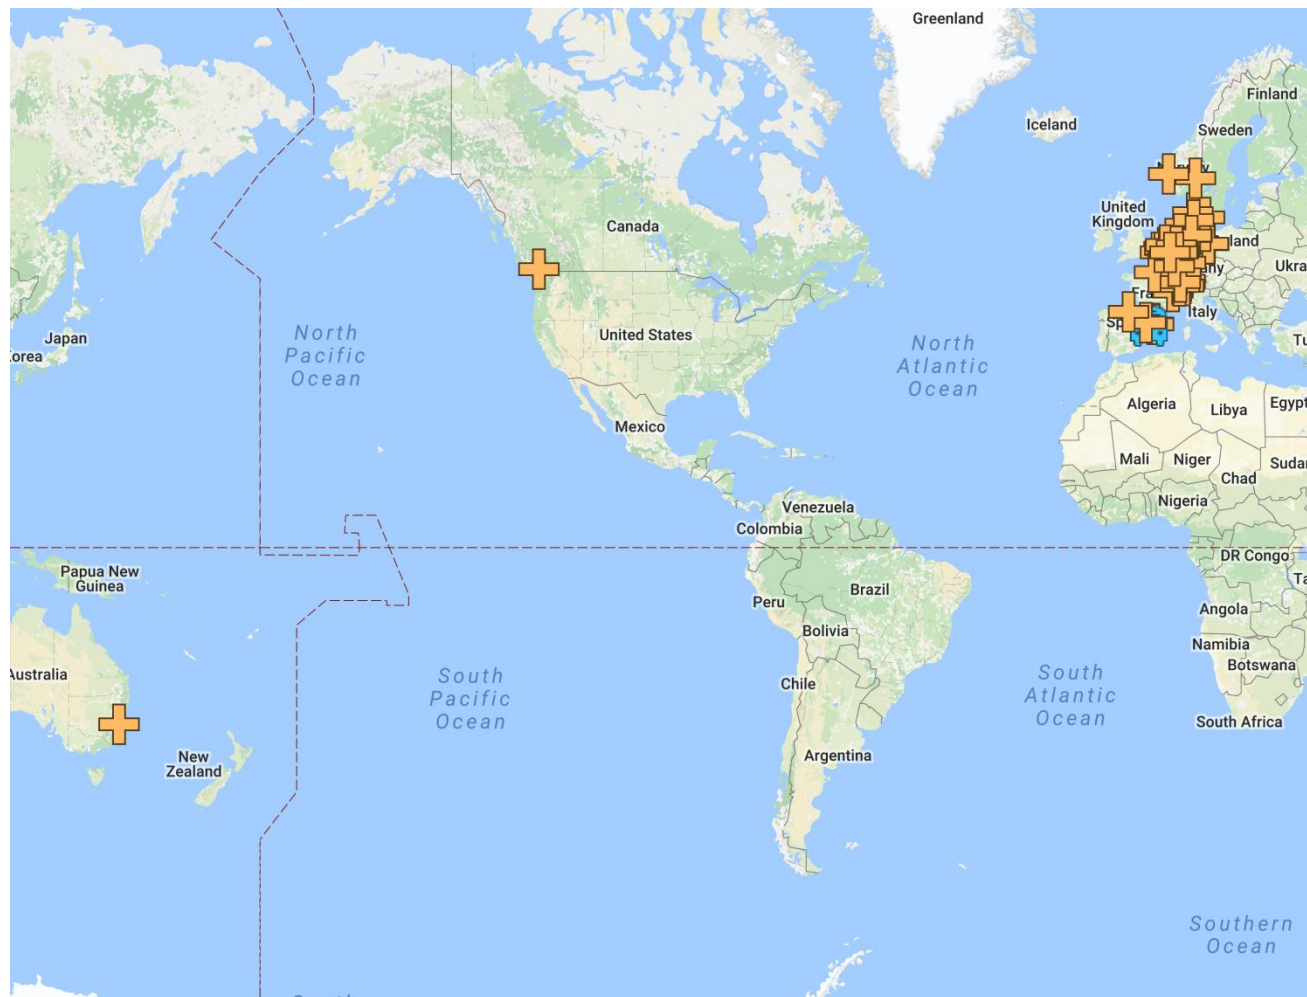 Greenland
Finland
Iceland
Sweden
United
Kingdom
Canada
Ukra
Italy
Japan
North
Pacific
Ocean
United States
North
Atlantic
Ocean
Algeria
Libya
Egypt
Mexico
Mali
Niger
Sudan
Chad
Venezuela
Nigeria
Colombia
DR Congo
Papua New
Guinea
Brazil
Peru
Angola
Bolivia
Namibia
Botswana
Australia
South
Pacific
Ocean
Chile
South
Atlantic
Ocean
South Africa
New
Zealand
Argentina
Southern
Ocean